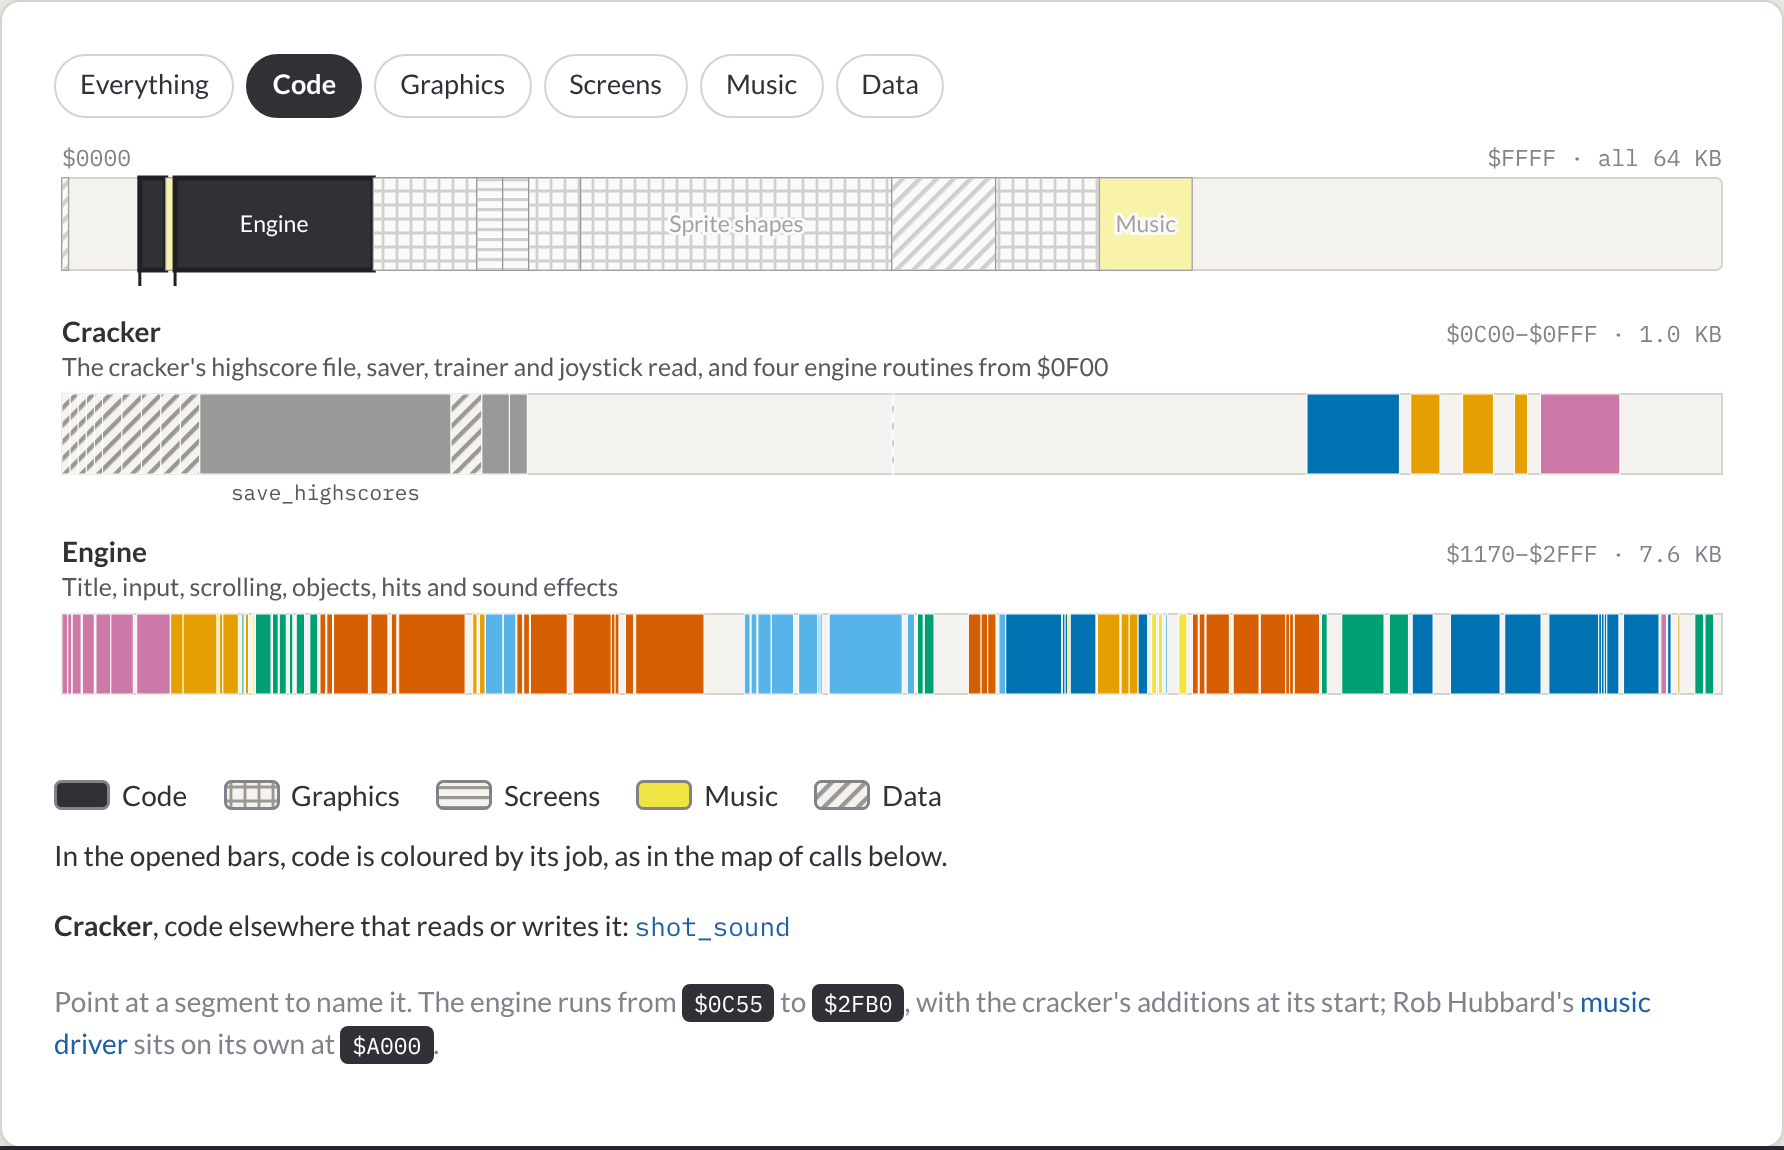 Everything Code Graphics Screens Music Data
$0000 $FFFF · all 64 KB
Engine Sprite shapes Music
Cracker $0C00–$0FFF · 1.0 KB
The cracker's highscore file, saver, trainer and joystick read, and four engine routines from $0F00
save_highscores
Engine $1170–$2FFF · 7.6 KB
Title, input, scrolling, objects, hits and sound effects
Code Graphics Screens Music Data
In the opened bars, code is coloured by its job, as in the map of calls below.
Cracker, code elsewhere that reads or writes it: shot_sound
Point at a segment to name it. The engine runs from $0C55 to $2FB0, with the cracker's additions at its start; Rob Hubbard's music
driver sits on its own at $A000.